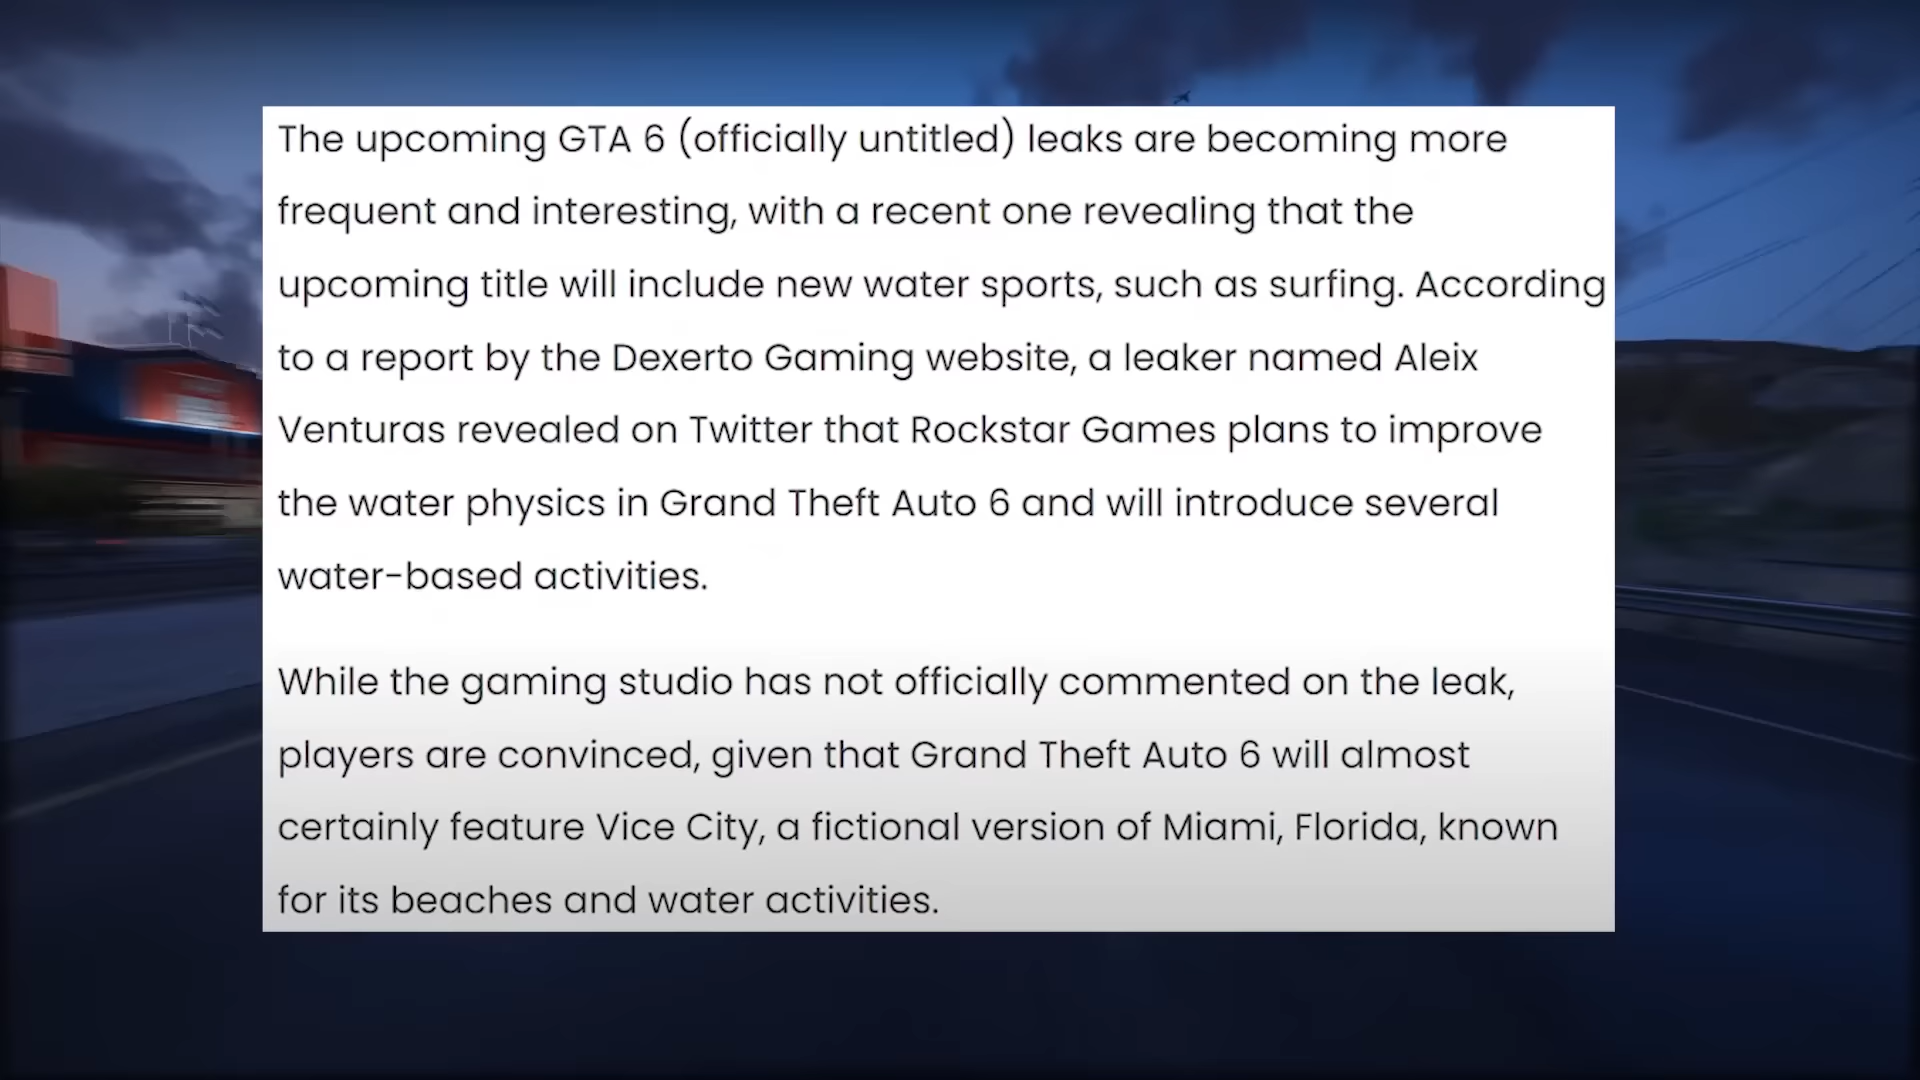 The upcoming GTA 6 (officially untitled) leaks are becoming more
frequent and interesting, with a recent one revealing that the
upcoming title will include new water sports, such as surfing. According
to a report by the Dexerto Gaming website, a leaker named Aleix
Venturas revealed on Twitter that Rockstar Games plans to improve
the water physics in Grand Theft Auto 6 and will introduce several
water-based activities.
While the gaming studio has not officially commented on the leak,
players are convinced, given that Grand Theft Auto 6 will almost
certainly feature Vice City, a fictional version of Miami, Florida, known
for its beaches and water activities.